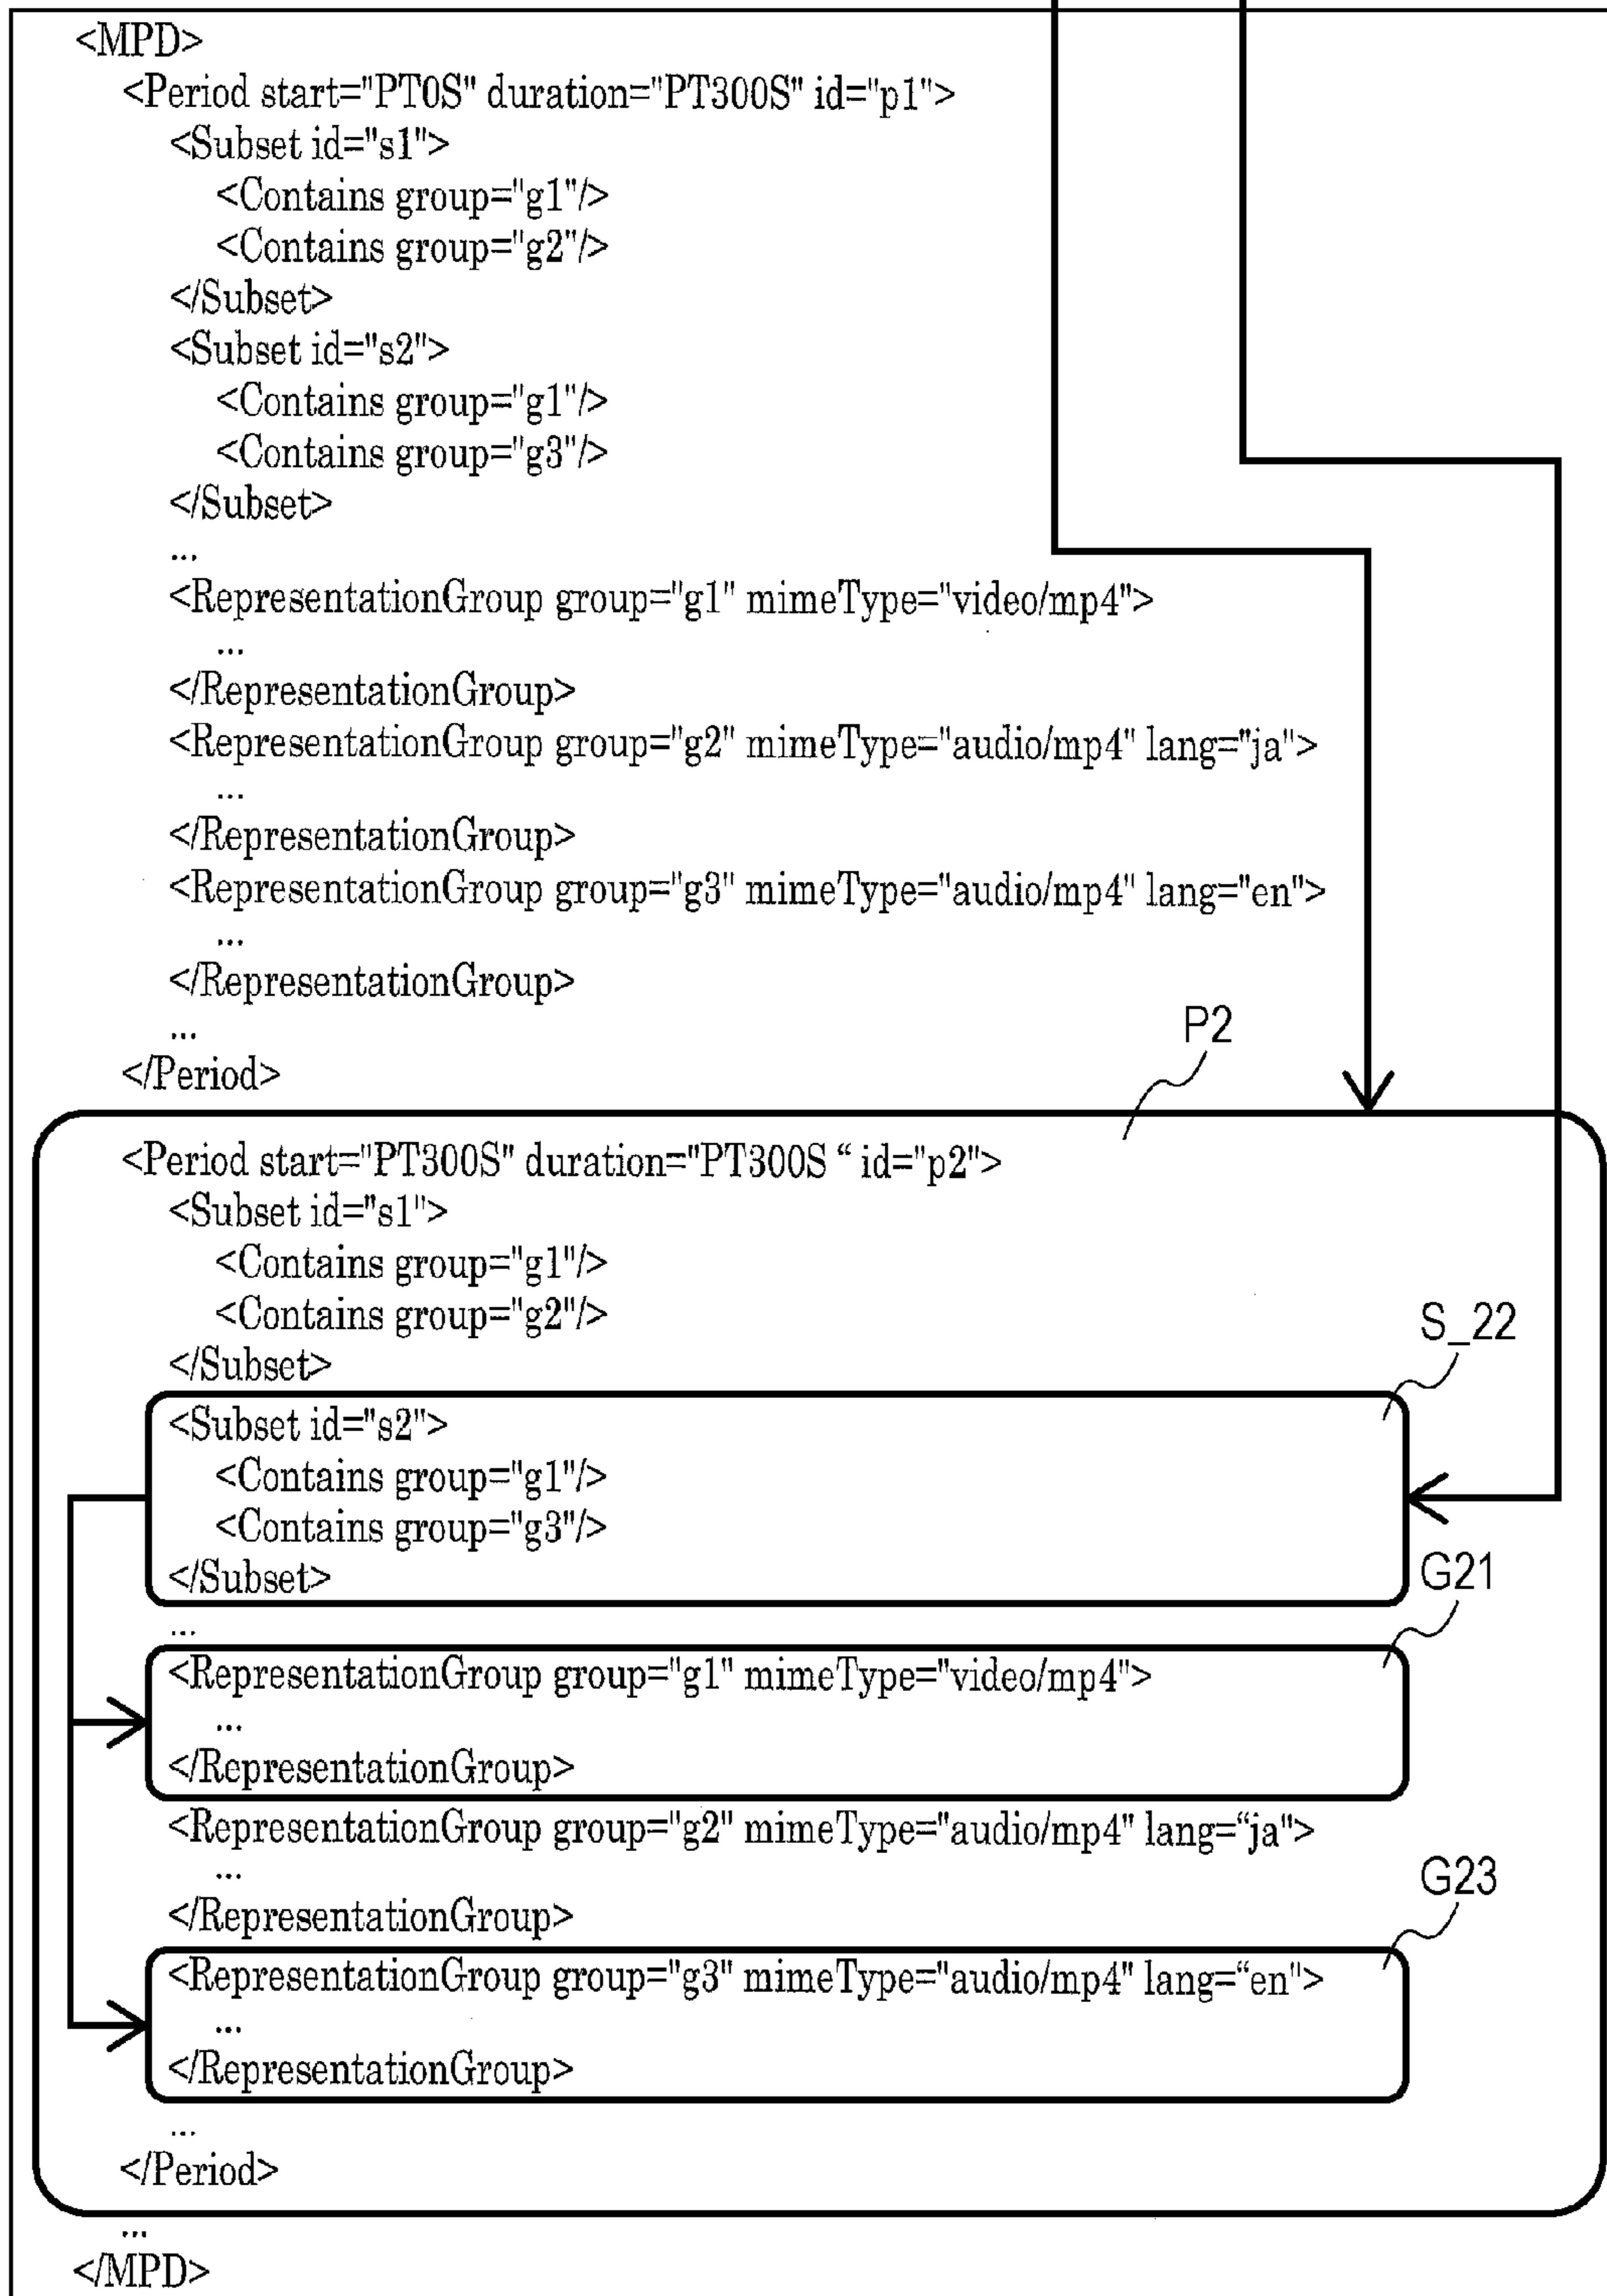 <MPD>
<Period start="PT0S" duration="PT300S" id="p1">
<Subset id="s1">
<Contains group="g1"/>
<Contains group="g2"/>
</Subset>
<Subset id="s2">
<Contains group="g1"/>
<Contains group="g3"/>
</Subset>
...
<RepresentationGroup group="g1" mimeType="video/mp4">
...
</RepresentationGroup>
<RepresentationGroup group="g2" mimeType="audio/mp4" lang="ja">
...
</RepresentationGroup>
<RepresentationGroup group="g3" mimeType="audio/mp4" lang="en">
...
</RepresentationGroup>
...
</Period>
P2
<Period start="PT300S" duration="PT300S “ id="p2">
<Subset id="s1">
<Contains group="g1"/>
<Contains group="g2"/>
</Subset>
S_22
<Subset id="s2">
<Contains group="g1"/>
<Contains group="g3"/>
</Subset>
G21
...
<RepresentationGroup group="g1" mimeType="video/mp4">
...
</RepresentationGroup>
<RepresentationGroup group="g2" mimeType="audio/mp4" lang=“ja">
...
</RepresentationGroup>
G23
<RepresentationGroup group="g3" mimeType="audio/mp4" lang=“en">
...
</RepresentationGroup>
...
</Period>
...
</MPD>